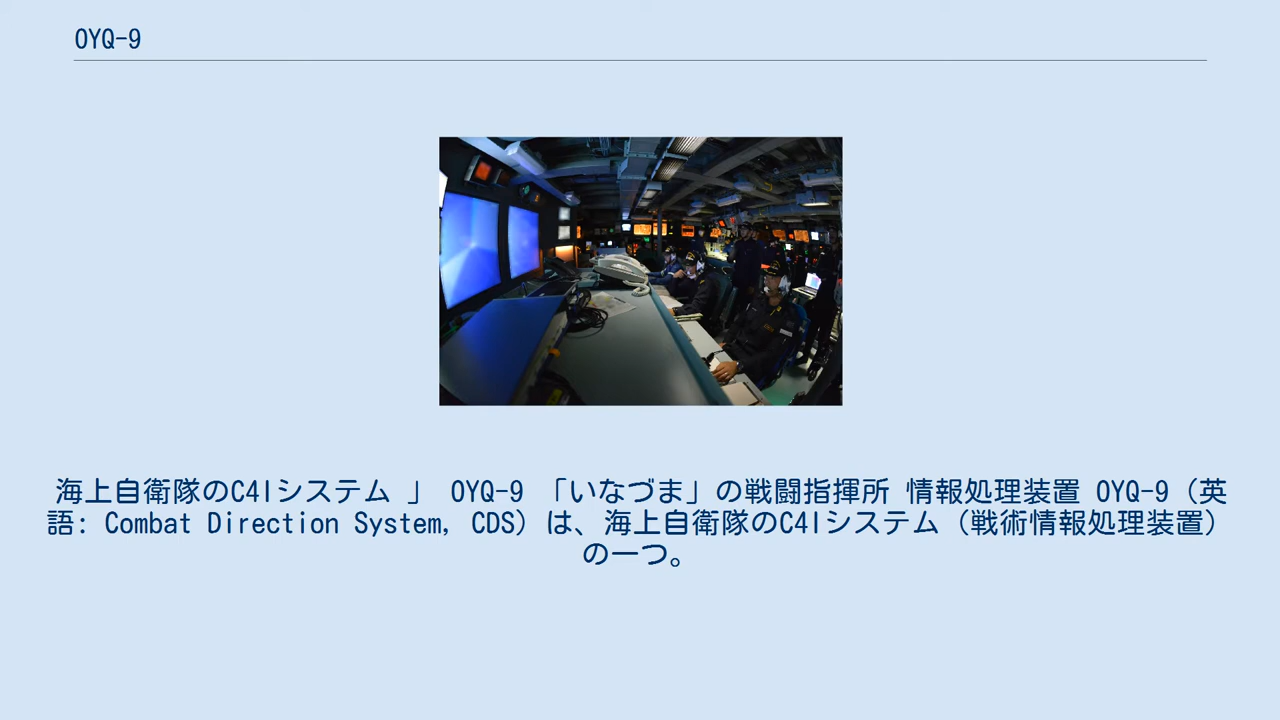 OYQ-9
海上自衛隊のC4Iシステム 」 OYQ-9 「いなづま」の戦闘指揮所 情報処理装置 OYQ-9（英
語: Combat Direction System, CDS）は、海上自衛隊のC4Iシステム（戦術情報処理装置）
の一つ。